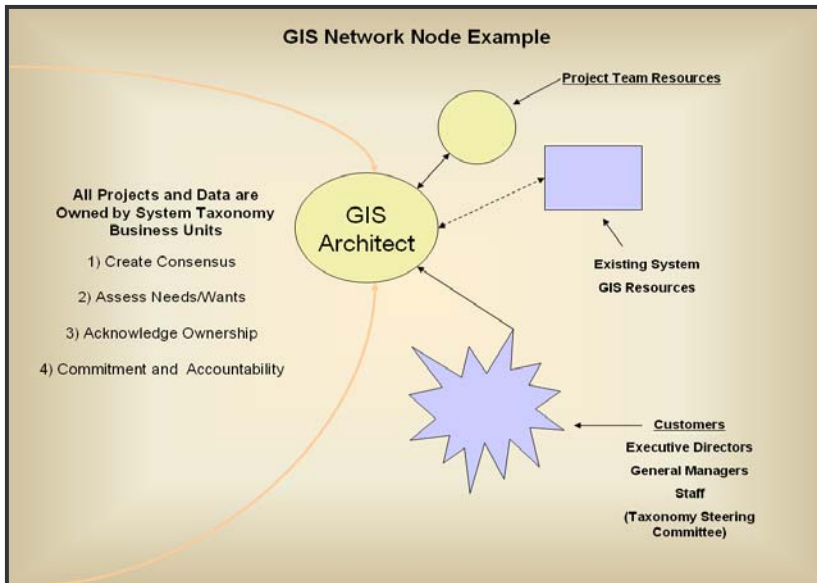 GIS Network Node Example
Project Team Resources
GIS
Architect
All Projects and Data are
Owned by System Taxonomy
Business Units
1) Create Consensus
2) Assess Needs/Wants
3) Acknowledge Ownership
4) Commitment and Accountability
Existing System
GIS Resources
Customers
Executive Directors
General Managers
Staff
(Taxonomy Steering
Committee)